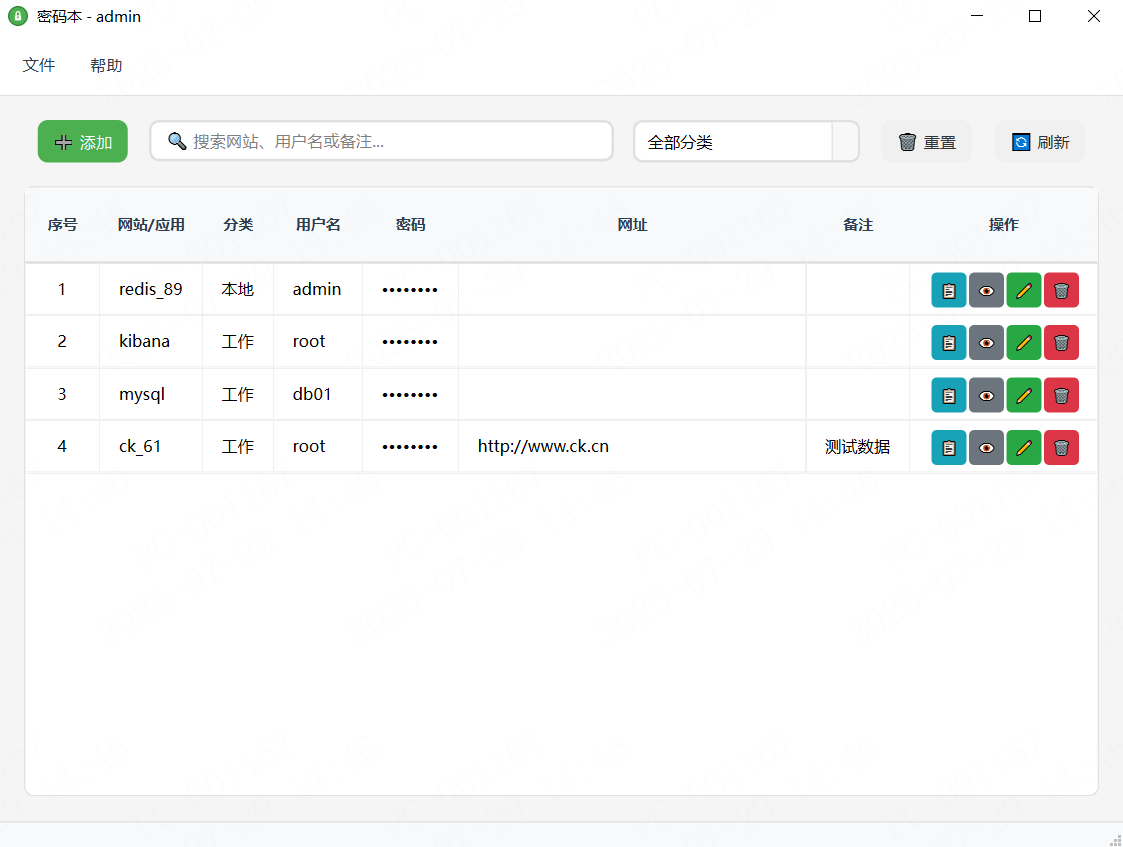 密码本 - admin
文件 帮助
添加 搜索网站、用户名或备注... 全部分类 重置 刷新
序号 网站/应用 分类 用户名 密码 网址 备注 操作
1 redis_89 本地 admin ••••••••
2 kibana 工作 root ••••••••
3 mysql 工作 db01 ••••••••
4 ck_61 工作 root •••••••• http://www.ck.cn 测试数据